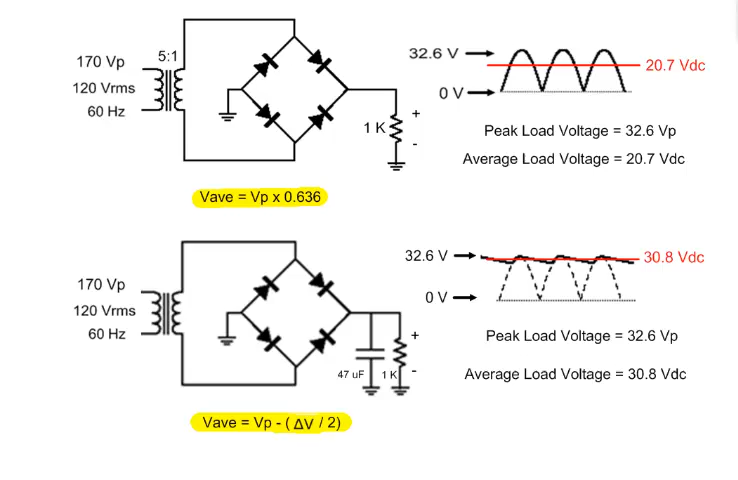 170 Vp
5:1
120 Vrms
60 Hz
1 K
+
-
32.6 V
20.7 Vdc
0 V
Peak Load Voltage = 32.6 Vp
Average Load Voltage = 20.7 Vdc
Vave = Vp x 0.636
170 Vp
120 Vrms
60 Hz
47 uF
1 K
+
-
32.6 V
30.8 Vdc
0 V
Peak Load Voltage = 32.6 Vp
Average Load Voltage = 30.8 Vdc
Vave = Vp - ( ΔV / 2)